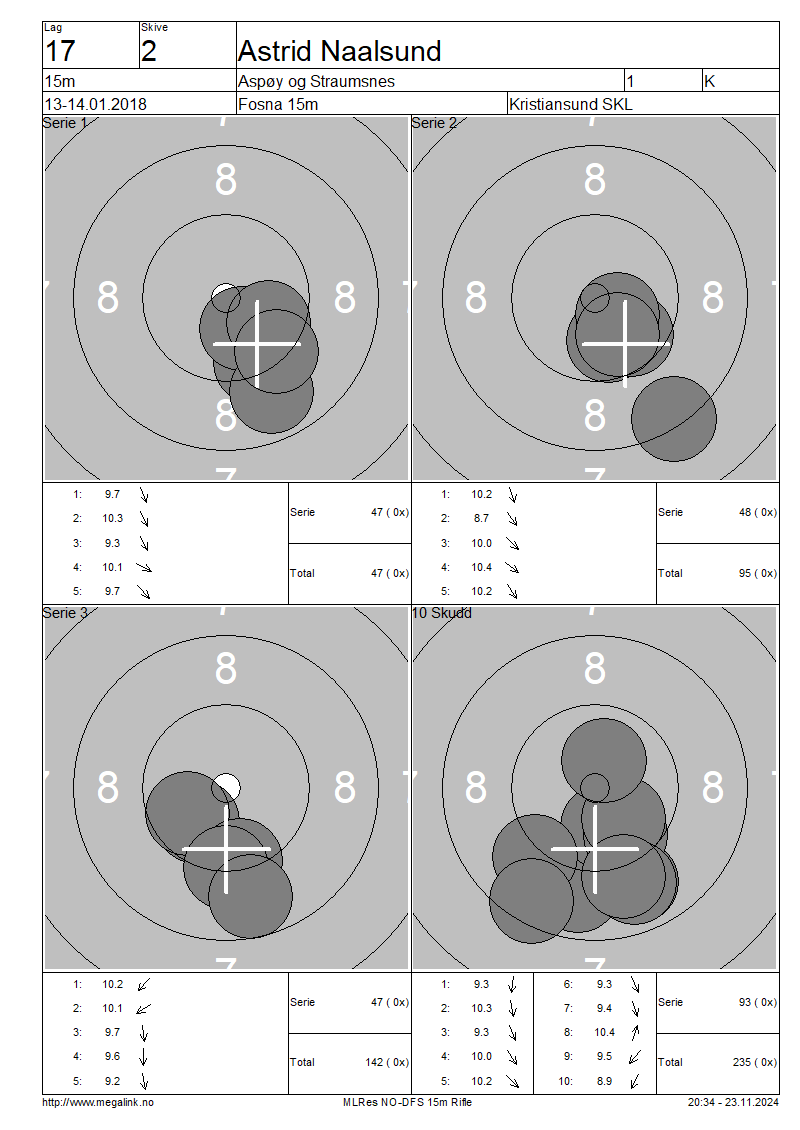 Lag Skive
17 2 Astrid Naalsund
15m Aspøy og Straumsnes 1 K
13-14.01.2018 Fosna 15m Kristiansund SKL
Serie 1 Serie 2
8 8
8 8 8 8
8 8
7 7
1: 9.7
2: 10.3
3: 9.3
4: 10.1
5: 9.7
Serie 47 ( 0x)
Total 47 ( 0x)
1: 10.2
2: 8.7
3: 10.0
4: 10.4
5: 10.2
Serie 48 ( 0x)
Total 95 ( 0x)
Serie 3 10 Skudd
8 8
8 8 8 8
7 7
1: 10.2
2: 10.1
3: 9.7
4: 9.6
5: 9.2
Serie 47 ( 0x)
Total 142 ( 0x)
1: 9.3 6: 9.3
2: 10.3 7: 9.4
3: 9.3 8: 10.4
4: 10.0 9: 9.5
5: 10.2 10: 8.9
Serie 93 ( 0x)
Total 235 ( 0x)
http://www.megalink.no MLRes NO-DFS 15m Rifle 20:34 - 23.11.2024